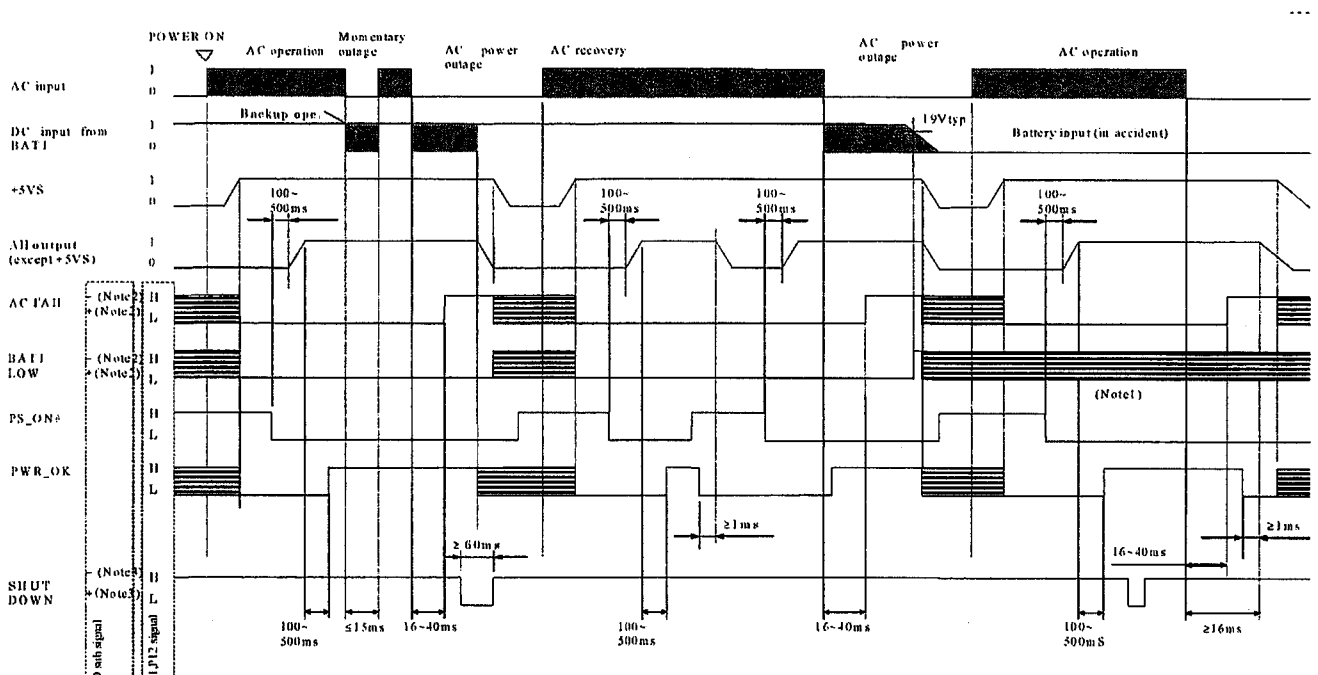 POWER ON
AC operation
Momentary outage
AC power outage
AC recovery
AC power outage
AC operation
AC input
1
0
Backup ope.
DC input from BATT
1
0
19Vtyp
Battery input (in accident)
+5VS
1
0
100~ 500ms
100~ 500ms
100~ 500ms
100~ 500ms
All output (except +5VS)
1
0
AC FAIL
- (Note2)
+ (Note2)
H
L
BATT LOW
- (Note2)
+ (Note2)
H
L
(Note1)
PS_ON#
H
L
PWR_OK
H
L
≥1ms
≥1ms
≥ 60ms
16~40ms
SHUT DOWN
- (Note3)
+ (Note3)
H
L
100~ 500ms
≤15ms
16~40ms
100~ 500ms
16~40ms
100~ 500mS
≥16ms
sub signal
LP12 signal